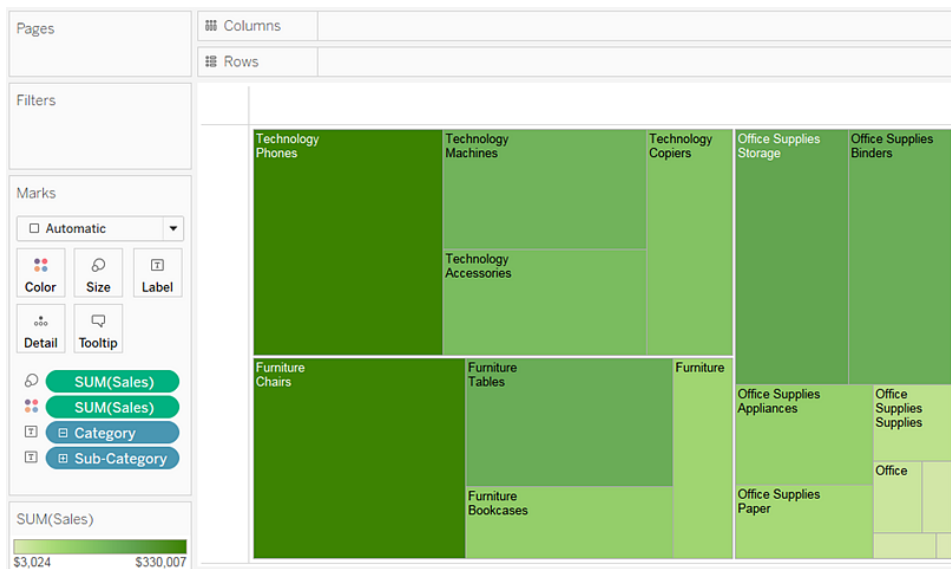 Pages
Columns
Rows
Filters
Marks
Automatic
Color
Size
Label
Detail
Tooltip
SUM(Sales)
SUM(Sales)
Category
Sub-Category
SUM(Sales)
$3,024
$330,007
Technology
Phones
Technology
Machines
Technology
Copiers
Technology
Accessories
Furniture
Chairs
Furniture
Tables
Furniture
Furniture
Bookcases
Office Supplies
Storage
Office Supplies
Binders
Office Supplies
Appliances
Office
Supplies
Supplies
Office
Office Supplies
Paper